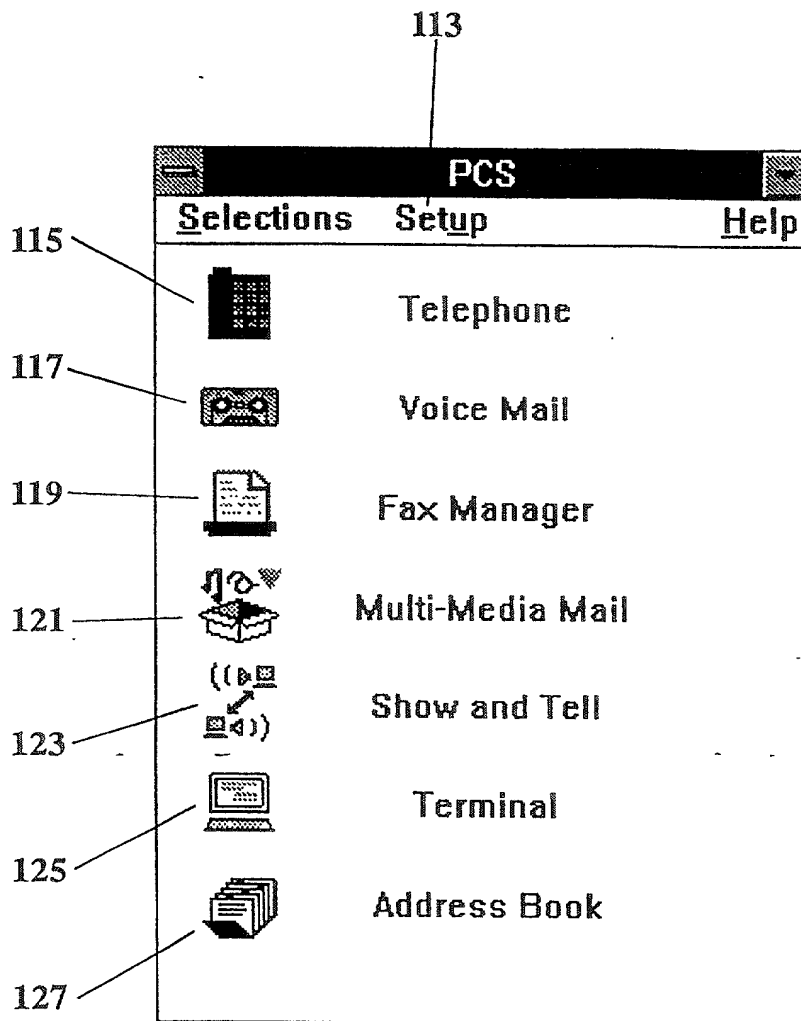 113
PCS
Selections Setup Help
115 Telephone
117 Voice Mail
119 Fax Manager
121 Multi-Media Mail
123 Show and Tell
125 Terminal
127 Address Book